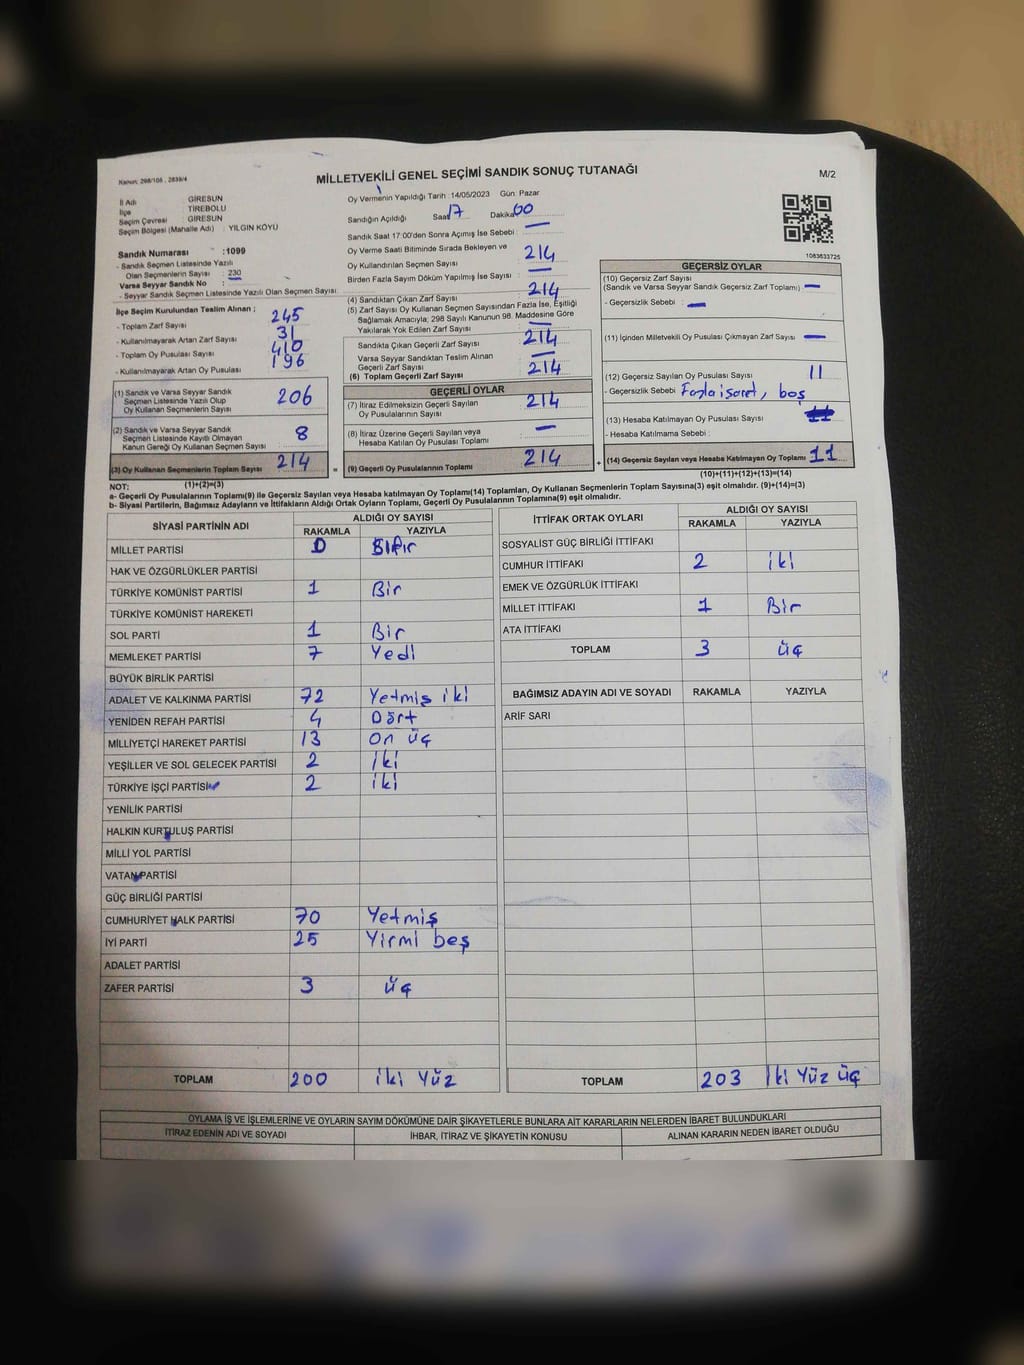 Kanun: 298/105 , 2839/4
MİLLETVEKİLİ GENEL SEÇİMİ SANDIK SONUÇ TUTANAĞI
M/2
İl Adı GİRESUN
İlçe TİREBOLU
Seçim Çevresi GİRESUN
Seçim Bölgesi (Mahalle Adı) : YILGIN KÖYÜ
Sandık Numarası :1099
- Sandık Seçmen Listesinde Yazılı
Olan Seçmenlerin Sayısı : 230
Varsa Seyyar Sandık No :
- Seyyar Sandık Seçmen Listesinde Yazılı Olan Seçmen Sayısı
İlçe Seçim Kurulundan Teslim Alınan ;
- Toplam Zarf Sayısı 245
- Kullanılmayarak Artan Zarf Sayısı 31
- Toplam Oy Pusulası Sayısı 410
- Kullanılmayarak Artan Oy Pusulası 196
(1) Sandık ve Varsa Seyyar Sandık
Seçmen Listesinde Yazılı Olup
Oy Kullanan Seçmenlerin Sayısı 206
(2) Sandık ve Varsa Seyyar Sandık
Seçmen Listesinde Kayıtlı Olmayan
Kanun Gereği Oy Kullanan Seçmen Sayısı 8
(3) Oy Kullanan Seçmenlerin Toplam Sayısı 214
(1)+(2)=(3)
Oy Vermenin Yapıldığı Tarih :14/05/2023 Gün: Pazar
Sandığın Açıldığı Saat 17 Dakika 00
Sandık Saat 17:00'den Sonra Açımış İse Sebebi : —
Oy Verme Saati Bitiminde Sırada Bekleyen ve
Oy Kullandırılan Seçmen Sayısı 214
Birden Fazla Sayım Döküm Yapılmış İse Sayısı : —
(4) Sandıktan Çıkan Zarf Sayısı 214
(5) Zarf Sayısı Oy Kullanan Seçmen Sayısından Fazla İse, Eşitliği
Sağlamak Amacıyla; 298 Sayılı Kanunun 98. Maddesine Göre
Yakılarak Yok Edilen Zarf Sayısı : —
Sandıkta Çıkan Geçerli Zarf Sayısı 214
Varsa Seyyar Sandıktan Teslim Alınan
Geçerli Zarf Sayısı —
(6) Toplam Geçerli Zarf Sayısı 214
GEÇERLİ OYLAR
(7) İtiraz Edilmeksizin Geçerli Sayılan
Oy Pusulalarının Sayısı 214
(8) İtiraz Üzerine Geçerli Sayılan veya
Hesaba Katılan Oy Pusulası Toplamı —
= (9) Geçerli Oy Pusulalarının Toplamı 214 +
1083633725
GEÇERSİZ OYLAR
(10) Geçersiz Zarf Sayısı
(Sandık ve Varsa Seyyar Sandık Geçersiz Zarf Toplamı) —
- Geçersizlik Sebebi : —
(11) İçinden Milletvekili Oy Pusulası Çıkmayan Zarf Sayısı —
(12) Geçersiz Sayılan Oy Pusulası Sayısı 11
- Geçersizlik Sebebi : Fazla işaret, boş
(13) Hesaba Katılmayan Oy Pusulası Sayısı
- Hesaba Katılmama Sebebi :
(14) Geçersiz Sayılan veya Hesaba Katılmayan Oy Toplamı 11
(10)+(11)+(12)+(13)=(14)
NOT:
a- Geçerli Oy Pusulalarının Toplamı(9) ile Geçersiz Sayılan veya Hesaba katılmayan Oy Toplamı(14) Toplamları, Oy Kullanan Seçmenlerin Toplam Sayısına(3) eşit olmalıdır. (9)+(14)=(3)
b- Siyasi Partilerin, Bağımsız Adayların ve İttifakların Aldığı Ortak Oyların Toplamı, Geçerli Oy Pusulalarının Toplamına(9) eşit olmalıdır.
SİYASİ PARTİNİN ADI ALDIĞI OY SAYISI
RAKAMLA YAZIYLA
MİLLET PARTİSİ 0 Sıfır
HAK VE ÖZGÜRLÜKLER PARTİSİ
TÜRKİYE KOMÜNİST PARTİSİ 1 Bir
TÜRKİYE KOMÜNİST HAREKETİ
SOL PARTİ 1 Bir
MEMLEKET PARTİSİ 7 Yedi
BÜYÜK BİRLİK PARTİSİ
ADALET VE KALKINMA PARTİSİ 72 Yetmiş iki
YENİDEN REFAH PARTİSİ 4 Dört
MİLLİYETÇİ HAREKET PARTİSİ 13 On üç
YEŞİLLER VE SOL GELECEK PARTİSİ 2 iki
TÜRKİYE İŞÇİ PARTİSİ 2 iki
YENİLİK PARTİSİ
HALKIN KURTULUŞ PARTİSİ
MİLLİ YOL PARTİSİ
VATAN PARTİSİ
GÜÇ BİRLİĞİ PARTİSİ
CUMHURİYET HALK PARTİSİ 70 Yetmiş
İYİ PARTİ 25 Yirmi beş
ADALET PARTİSİ
ZAFER PARTİSİ 3 üç
TOPLAM 200 iki Yüz
İTTİFAK ORTAK OYLARI ALDIĞI OY SAYISI
RAKAMLA YAZIYLA
SOSYALİST GÜÇ BİRLİĞİ İTTİFAKI
CUMHUR İTTİFAKI 2 iki
EMEK VE ÖZGÜRLÜK İTTİFAKI
MİLLET İTTİFAKI 1 Bir
ATA İTTİFAKI
TOPLAM 3 üç
BAĞIMSIZ ADAYIN ADI VE SOYADI RAKAMLA YAZIYLA
ARİF SARI
TOPLAM 203 İki Yüz üç
OYLAMA İŞ VE İŞLEMLERİNE VE OYLARIN SAYIM DÖKÜMÜNE DAİR ŞİKAYETLERLE BUNLARA AİT KARARLARIN NELERDEN İBARET BULUNDUKLARI
İTİRAZ EDENİN ADI VE SOYADI İHBAR, İTİRAZ VE ŞİKAYETİN KONUSU ALINAN KARARIN NEDEN İBARET OLDUĞU